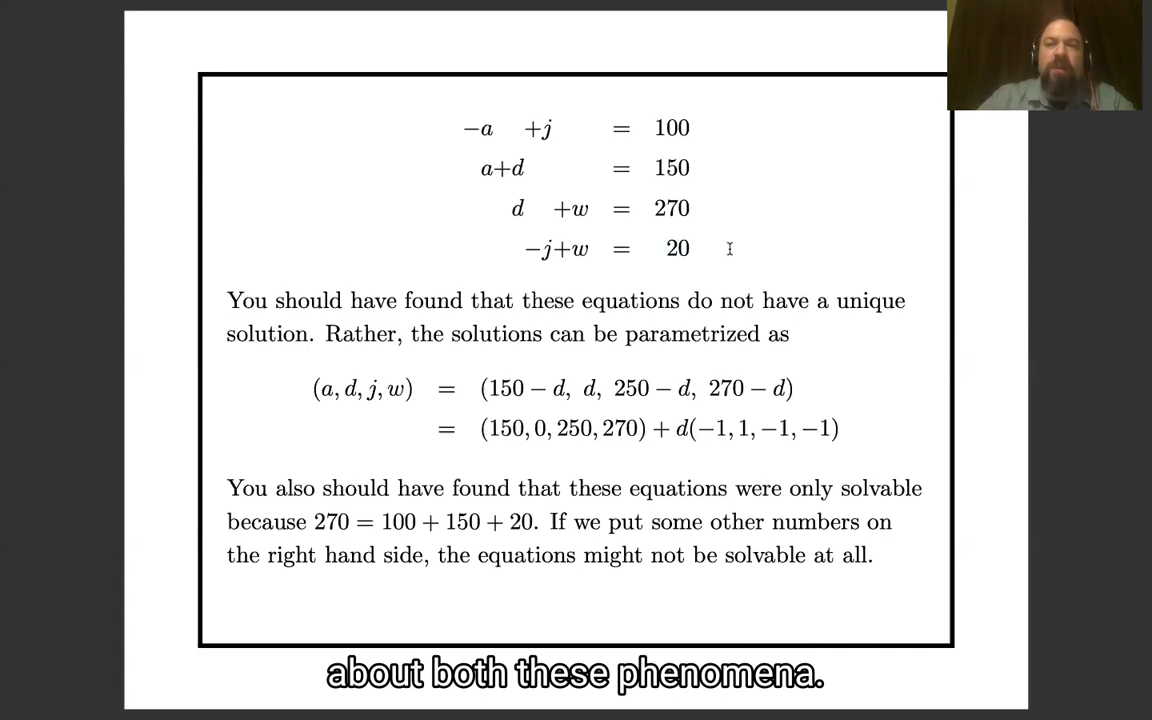 −a +j = 100
a+d = 150
d +w = 270
−j+w = 20
You should have found that these equations do not have a unique
solution. Rather, the solutions can be parametrized as
(a, d, j, w) = (150 − d, d, 250 − d, 270 − d)
= (150, 0, 250, 270) + d(−1, 1, −1, −1)
You also should have found that these equations were only solvable
because 270 = 100 + 150 + 20. If we put some other numbers on
the right hand side, the equations might not be solvable at all.
about both these phenomena.